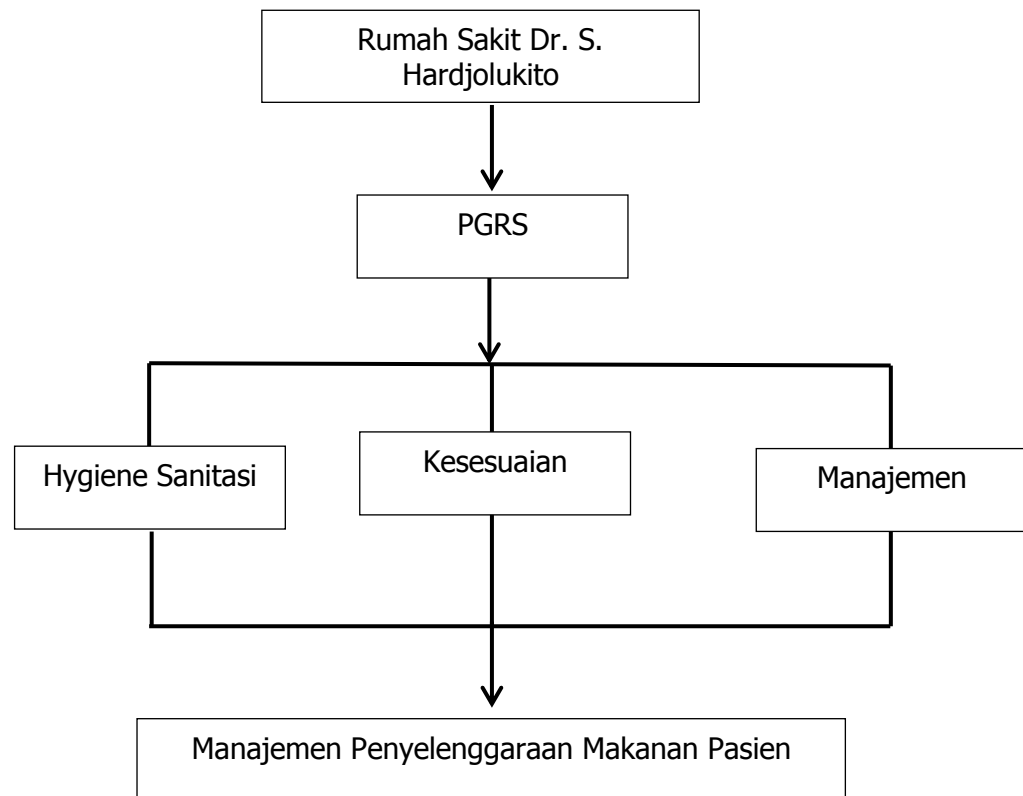 Rumah Sakit Dr. S.
Hardjolukito
PGRS
Hygiene Sanitasi
Kesesuaian
Manajemen
Manajemen Penyelenggaraan Makanan Pasien